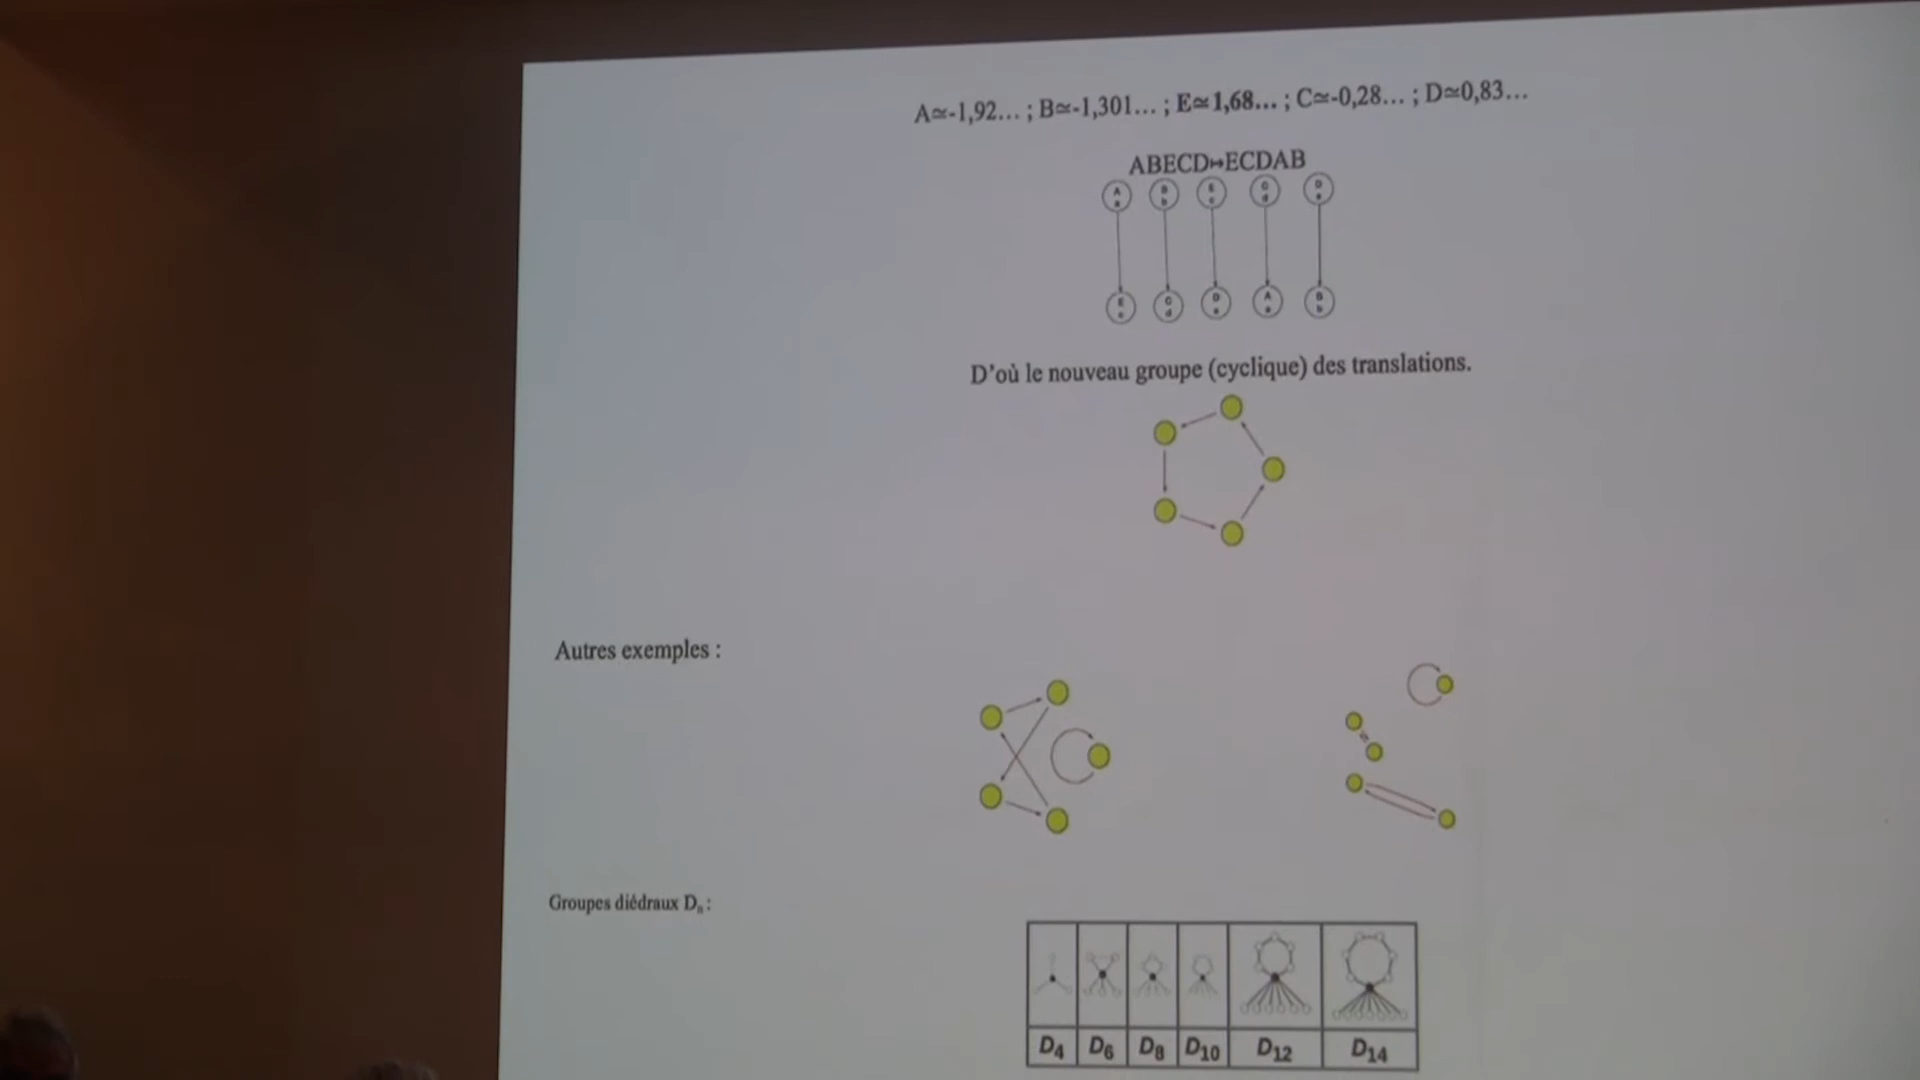 A≃-1,92… ; B≃-1,301… ; E≃1,68… ; C≃-0,28… ; D≃0,83…
ABECD↦ECDAB
A B E C D
a b c d e
E C D A B
c d e a b
D'où le nouveau groupe (cyclique) des translations.
Autres exemples :
Groupes diédraux Dₙ :
D₄ D₆ D₈ D₁₀ D₁₂ D₁₄